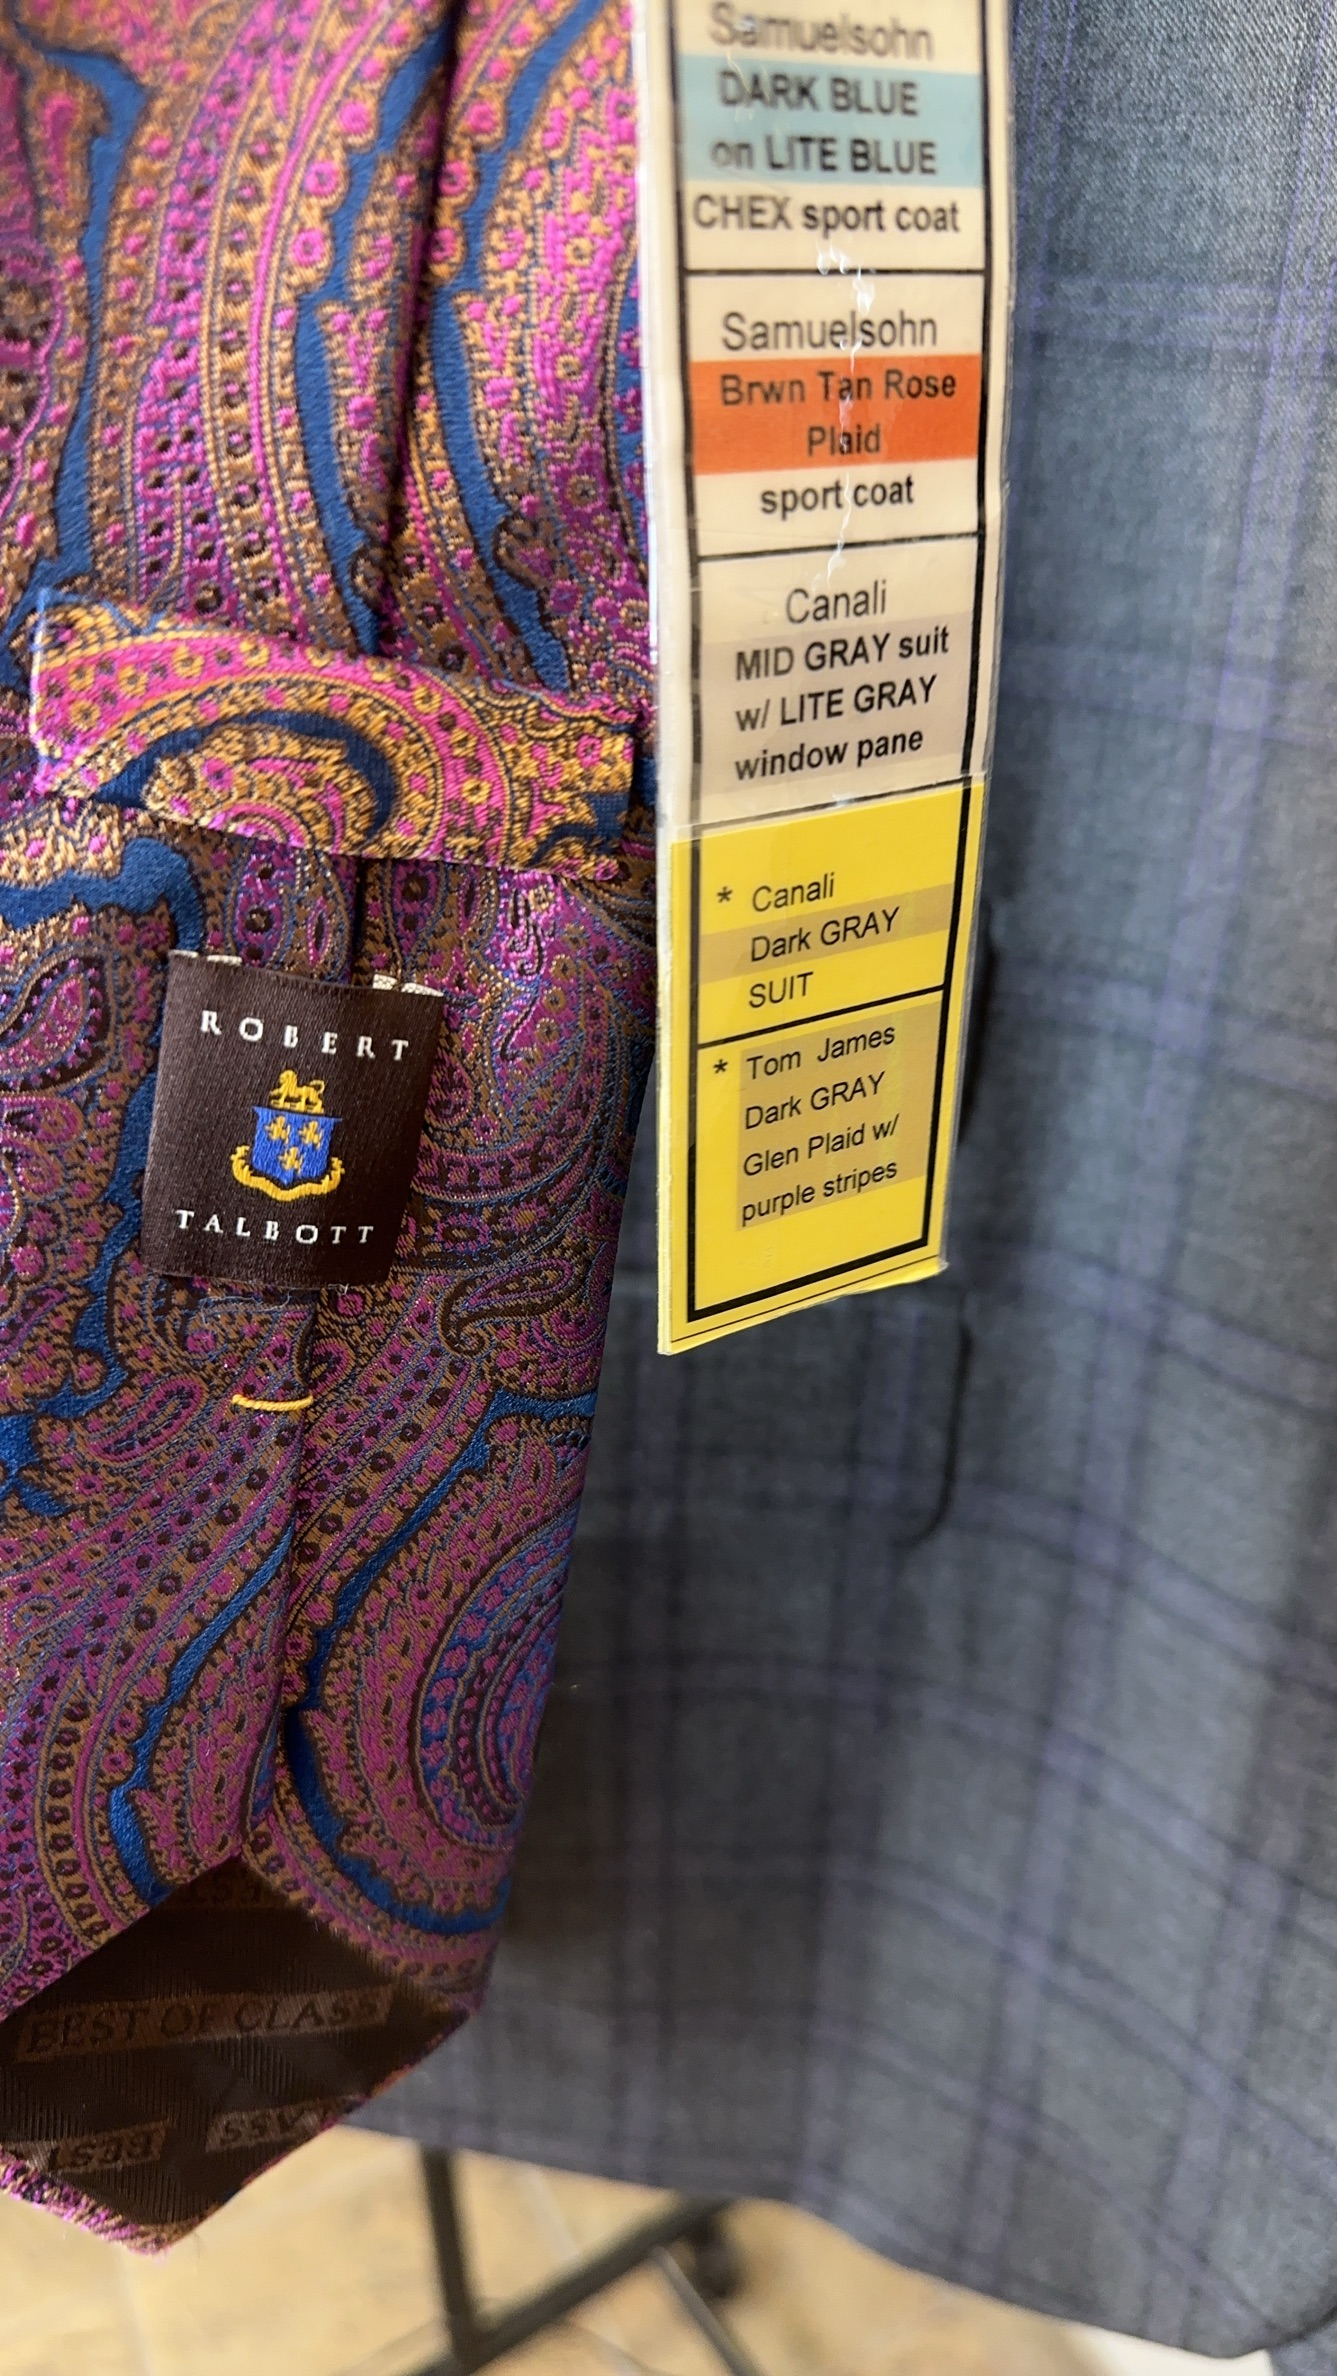 Samuelsohn
DARK BLUE
on LITE BLUE
CHEX sport coat
Samuelsohn
Brwn Tan Rose
Plaid
sport coat
Canali
MID GRAY suit
w/ LITE GRAY
window pane
* Canali
Dark GRAY
SUIT
* Tom James
Dark GRAY
Glen Plaid w/
purple stripes
ROBERT
TALBOTT
BEST OF CLASS
BEST